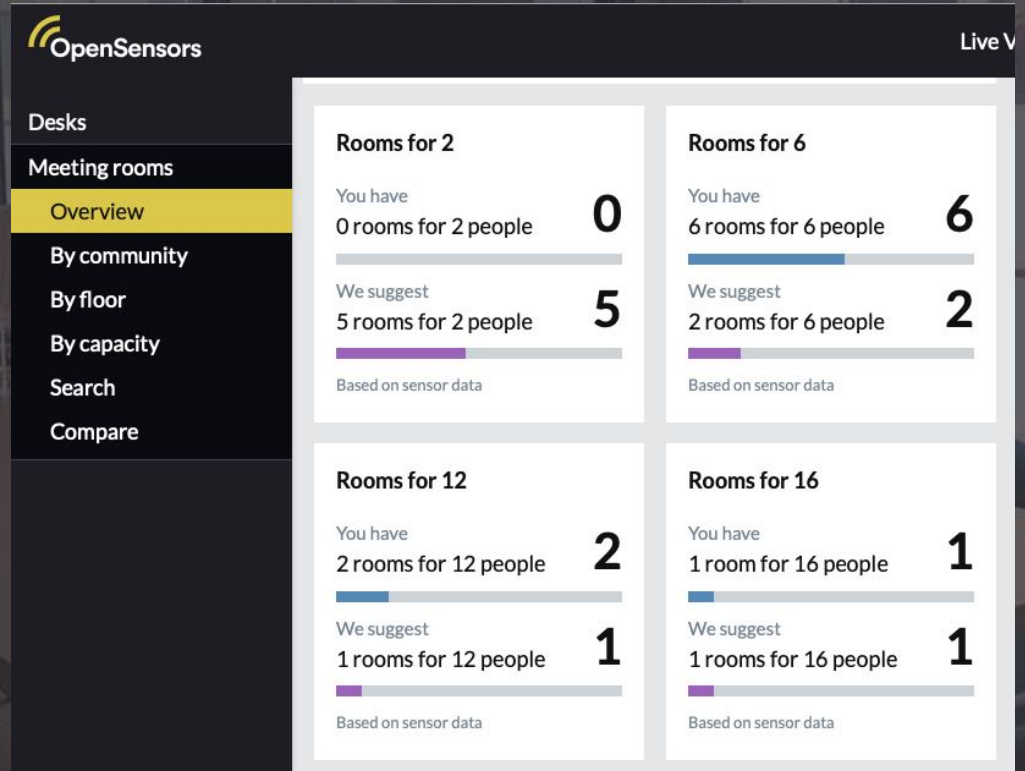 OpenSensors
Live V
Desks
Meeting rooms
Overview
By community
By floor
By capacity
Search
Compare
Rooms for 2
You have
0 rooms for 2 people
0
We suggest
5 rooms for 2 people
5
Based on sensor data
Rooms for 6
You have
6 rooms for 6 people
6
We suggest
2 rooms for 6 people
2
Based on sensor data
Rooms for 12
You have
2 rooms for 12 people
2
We suggest
1 rooms for 12 people
1
Based on sensor data
Rooms for 16
You have
1 room for 16 people
1
We suggest
1 rooms for 16 people
1
Based on sensor data